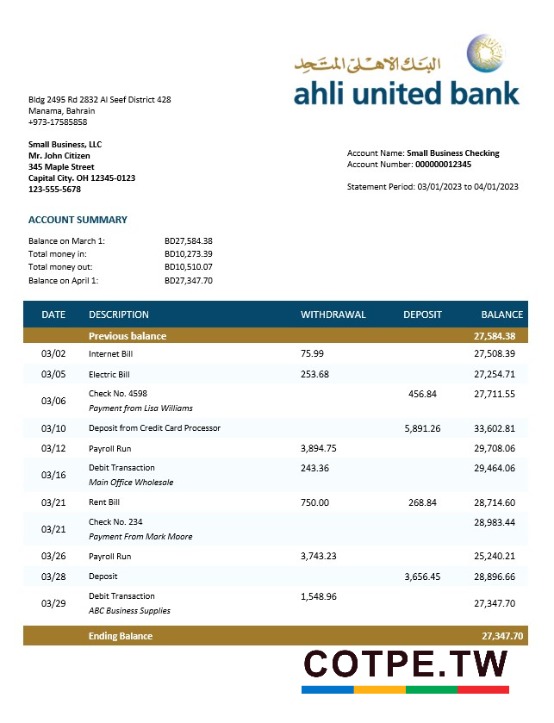 البنك الأهلي المتحد
ahli united bank
Bldg 2495 Rd 2832 Al Seef District 428
Manama, Bahrain
+973-17585858
Small Business, LLC
Mr. John Citizen
345 Maple Street
Capital City. OH 12345-0123
123-555-5678
Account Name: Small Business Checking
Account Number: 000000012345
Statement Period: 03/01/2023 to 04/01/2023
ACCOUNT SUMMARY
Balance on March 1: BD27,584.38
Total money in: BD10,273.39
Total money out: BD10,510.07
Balance on April 1: BD27,347.70
DATE DESCRIPTION WITHDRAWAL DEPOSIT BALANCE
Previous balance 27,584.38
03/02 Internet Bill 75.99 27,508.39
03/05 Electric Bill 253.68 27,254.71
03/06 Check No. 4598 456.84 27,711.55
Payment from Lisa Williams
03/10 Deposit from Credit Card Processor 5,891.26 33,602.81
03/12 Payroll Run 3,894.75 29,708.06
03/16 Debit Transaction 243.36 29,464.06
Main Office Wholesale
03/21 Rent Bill 750.00 268.84 28,714.60
03/21 Check No. 234 28,983.44
Payment From Mark Moore
03/26 Payroll Run 3,743.23 25,240.21
03/28 Deposit 3,656.45 28,896.66
03/29 Debit Transaction 1,548.96 27,347.70
ABC Business Supplies
Ending Balance 27,347.70
COTPE.TW